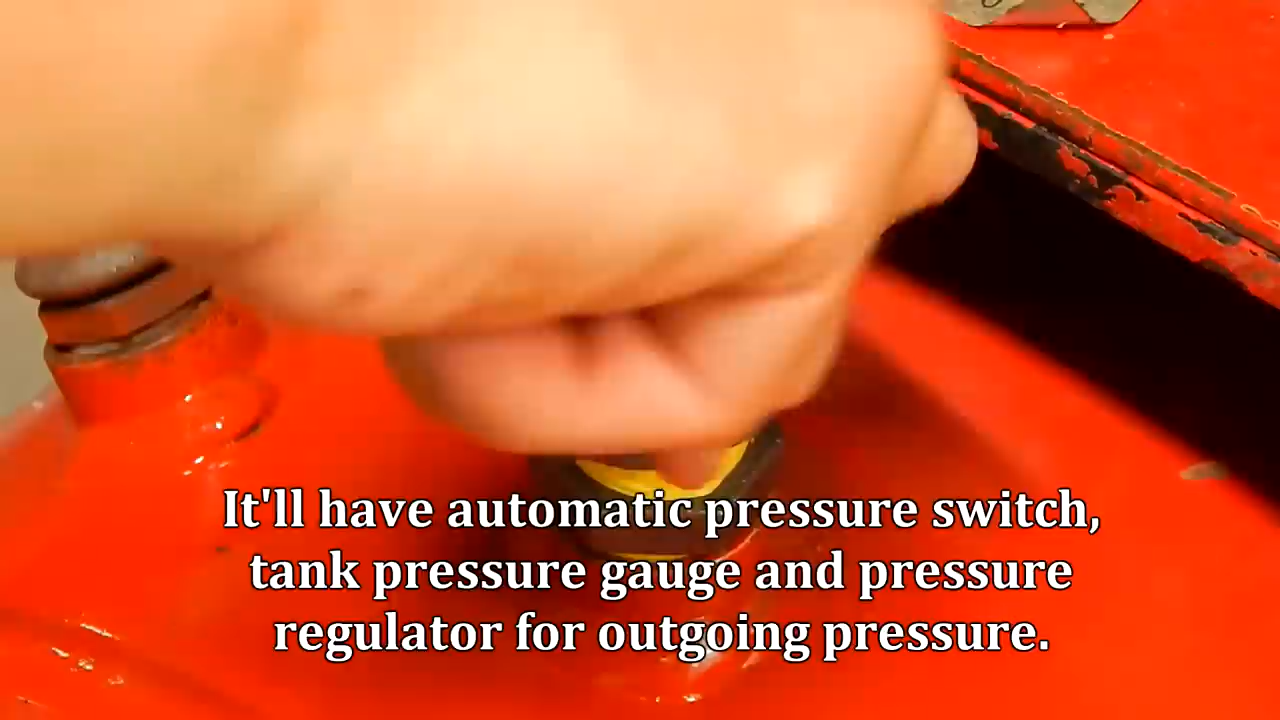 It'll have automatic pressure switch,
tank pressure gauge and pressure
regulator for outgoing pressure.